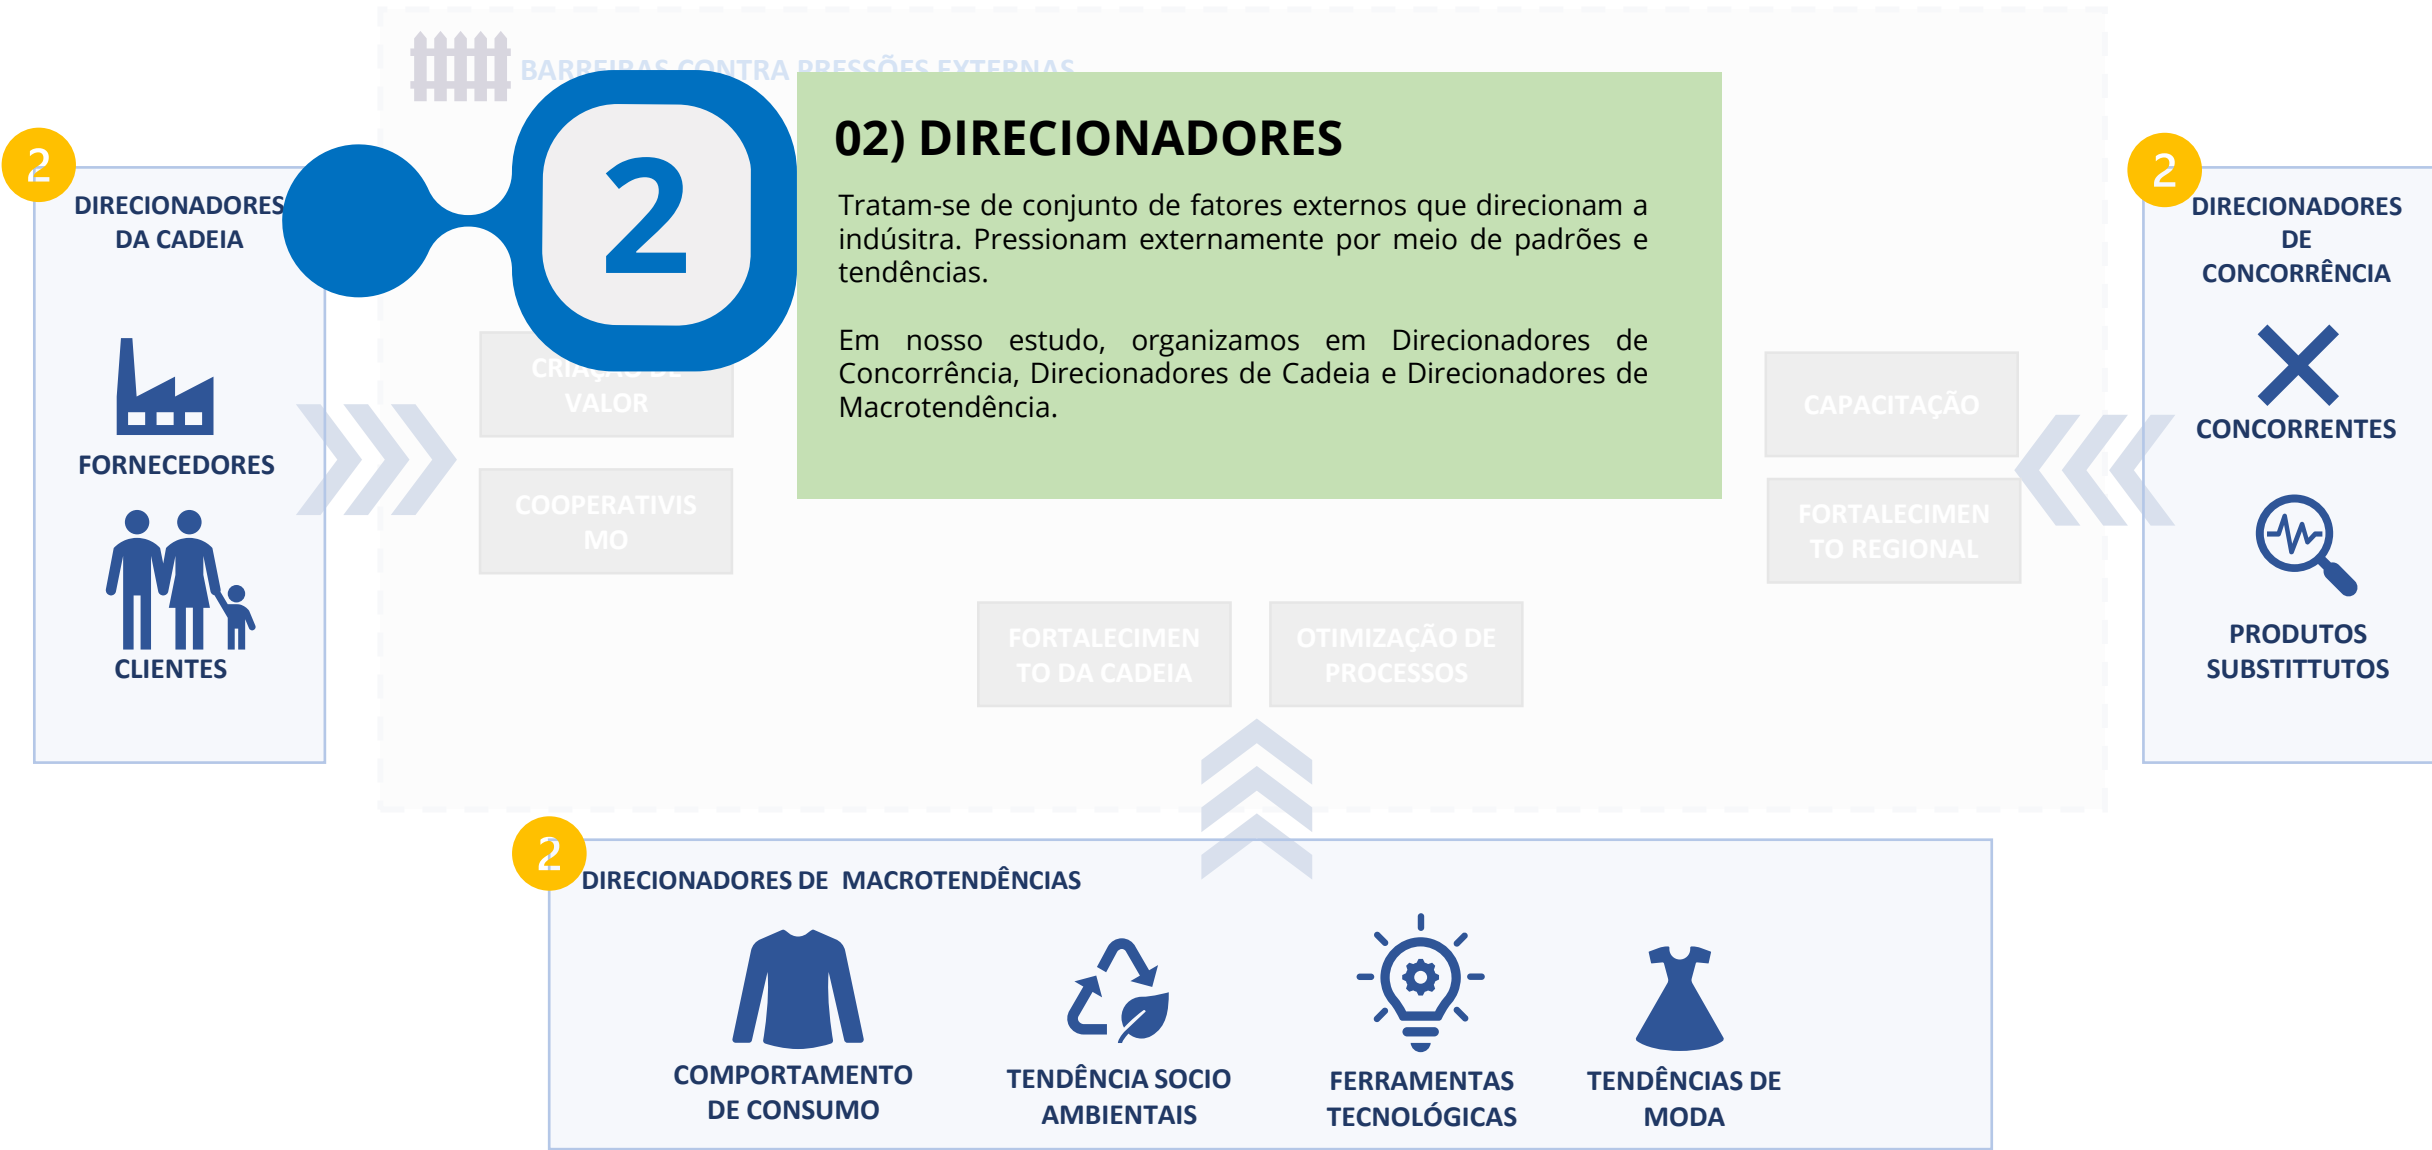 BARREIRAS CONTRA PRESSÕES EXTERNAS
2
02) DIRECIONADORES
Tratam-se de conjunto de fatores externos que direcionam a
indúsitra. Pressionam externamente por meio de padrões e
tendências.
Em nosso estudo, organizamos em Direcionadores de
Concorrência, Direcionadores de Cadeia e Direcionadores de
Macrotendência.
2
DIRECIONADORES
DA CADEIA
FORNECEDORES
CLIENTES
CRIAÇÃO DE
VALOR
COOPERATIVIS
MO
FORTALECIMEN
TO DA CADEIA
OTIMIZAÇÃO DE
PROCESSOS
CAPACITAÇÃO
FORTALECIMEN
TO REGIONAL
2
DIRECIONADORES
DE
CONCORRÊNCIA
CONCORRENTES
PRODUTOS
SUBSTITTUTOS
2
DIRECIONADORES DE  MACROTENDÊNCIAS
COMPORTAMENTO
DE CONSUMO
TENDÊNCIA SOCIO
AMBIENTAIS
FERRAMENTAS
TECNOLÓGICAS
TENDÊNCIAS DE
MODA